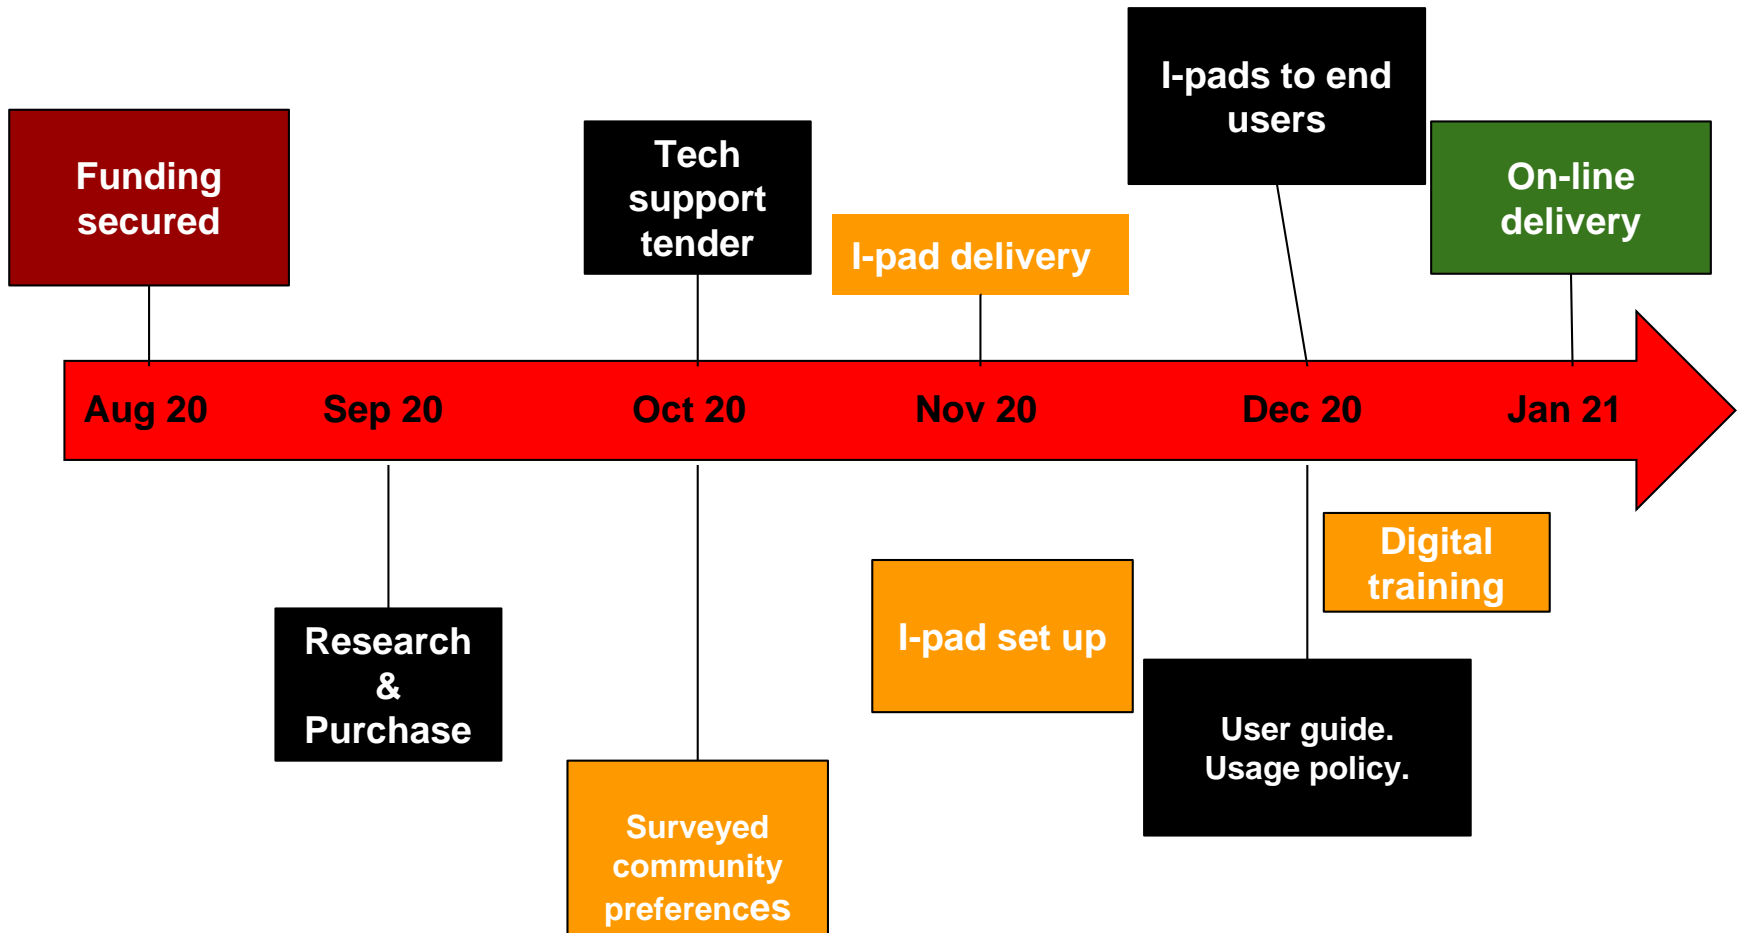 I-pads to end
users
Funding
secured
Tech
support
tender
I-pad delivery
On-line
delivery
Aug 20
Sep 20
Oct 20
Nov 20
Dec 20
Jan 21
Research
&
Purchase
Surveyed
community
preferences
I-pad set up
Digital
training
User guide.
Usage policy.